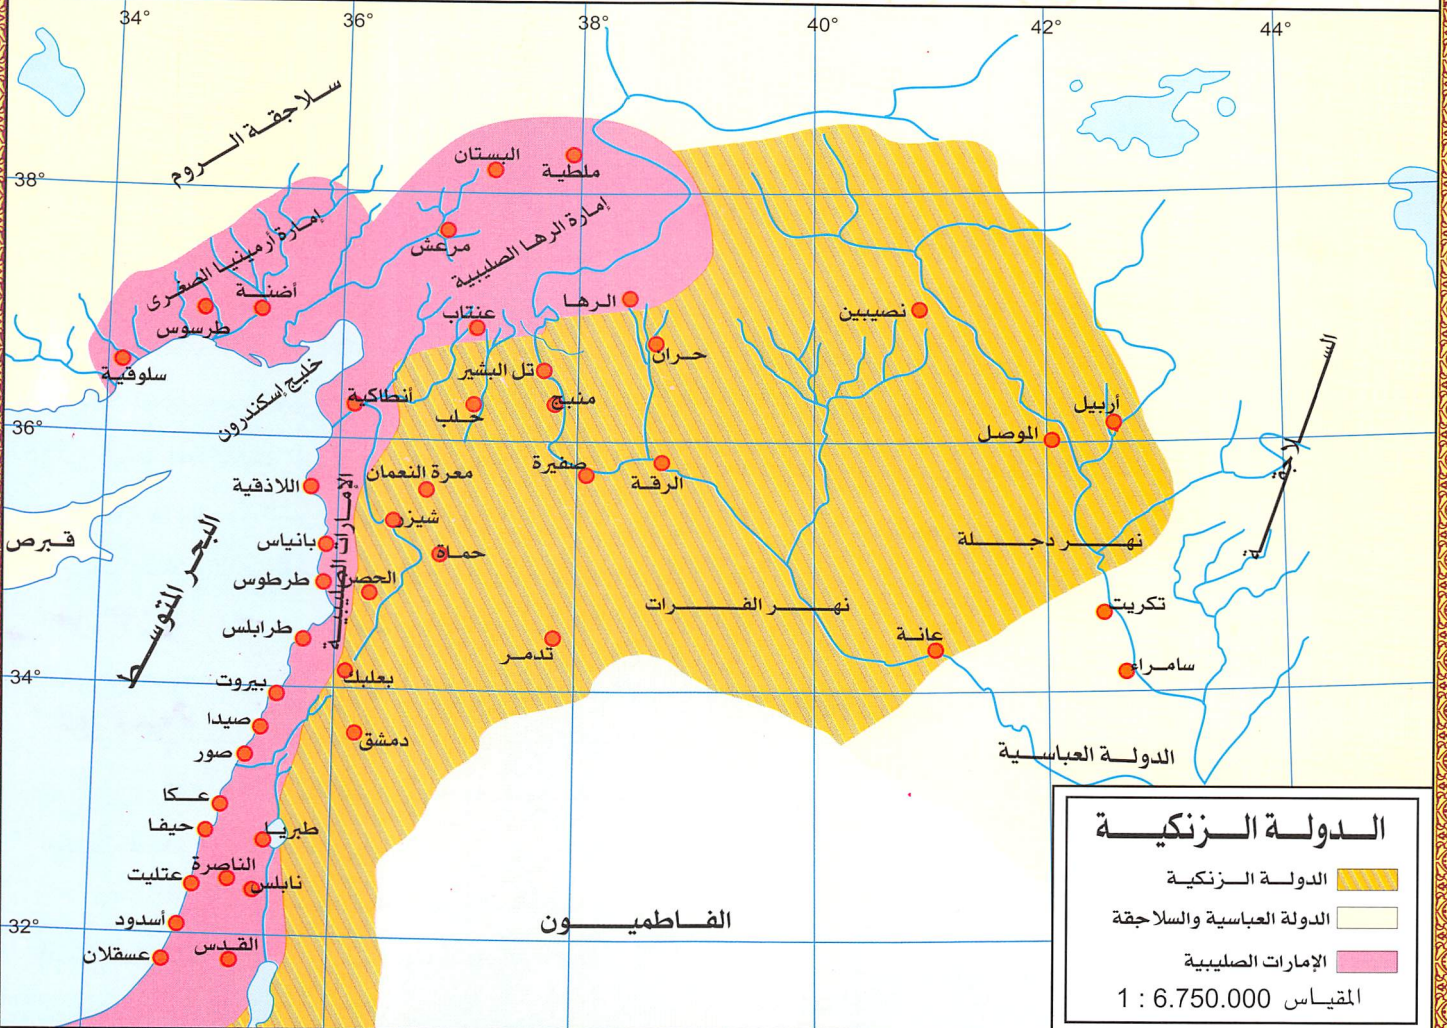 34°
36°
38°
40°
42°
44°
38°
36°
34°
32°
سلاجقة الروم
البستان
ملطية
إمارة أرمينيا الصغرى
إمارة الرها الصليبية
مرعش
أضنة
طرسوس
سلوقية
عنتاب
الرها
نصيبين
حران
تل البشير
خليج إسكندرون
أنطاكية
حلب
منبج
أربيل
الموصل
السلاجقة
صفيرة
الرقة
معرة النعمان
اللاذقية
الإمارات الصليبية
شيزر
قبرص
البحر المتوسط
بانياس
حماة
نهر دجلة
طرطوس
الحصن
نهر الفرات
تكريت
طرابلس
تدمر
عانة
سامراء
بعلبك
بيروت
صيدا
دمشق
صور
الدولة العباسية
عكا
حيفا
طبريا
الناصرة
عتليت
نابلس
أسدود
القدس
عسقلان
الفاطميون
الدولة الزنكية
الدولة الزنكية
الدولة العباسية والسلاجقة
الإمارات الصليبية
المقياس 6.750.000 : 1